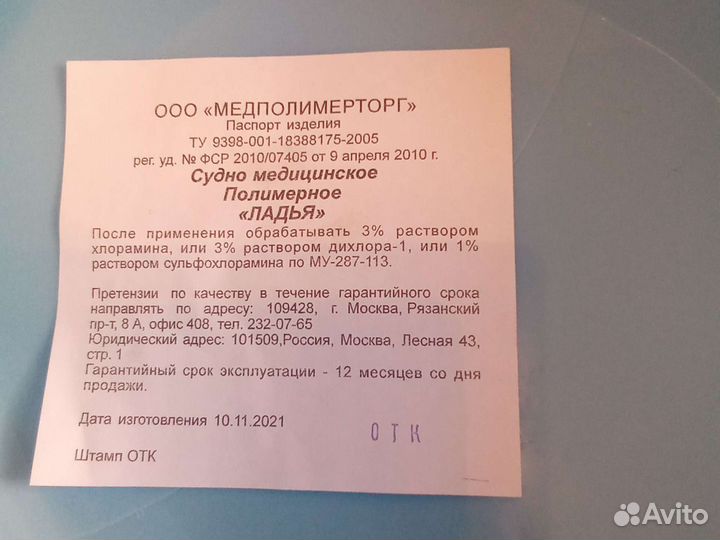 ООО «МЕДПОЛИМЕРТОРГ»
Паспорт изделия
ТУ 9398-001-18388175-2005
рег. уд. № ФСР 2010/07405 от 9 апреля 2010 г.
Судно медицинское
Полимерное
«ЛАДЬЯ»
После применения обрабатывать 3% раствором
хлорамина, или 3% раствором дихлора-1, или 1%
раствором сульфохлорамина по МУ-287-113.
Претензии по качеству в течение гарантийного срока
направлять по адресу: 109428, г. Москва, Рязанский
пр-т, 8 А, офис 408, тел. 232-07-65
Юридический адрес: 101509,Россия, Москва, Лесная 43,
стр. 1
Гарантийный срок эксплуатации - 12 месяцев со дня
продажи.
Дата изготовления 10.11.2021
ОТК
Штамп ОТК
Avito